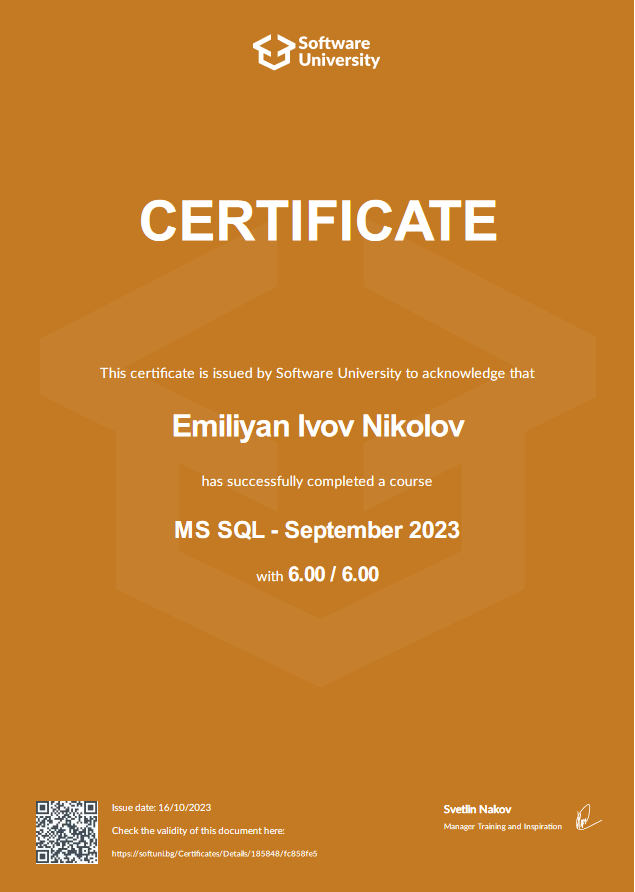 Software
University
CERTIFICATE
This certificate is issued by Software University to acknowledge that
Emiliyan Ivov Nikolov
has successfully completed a course
MS SQL - September 2023
with 6.00 / 6.00
Issue date: 16/10/2023
Check the validity of this document here:
https://softuni.bg/Certificates/Details/185848/fc858fe5
Svetlin Nakov
Manager Training and Inspiration